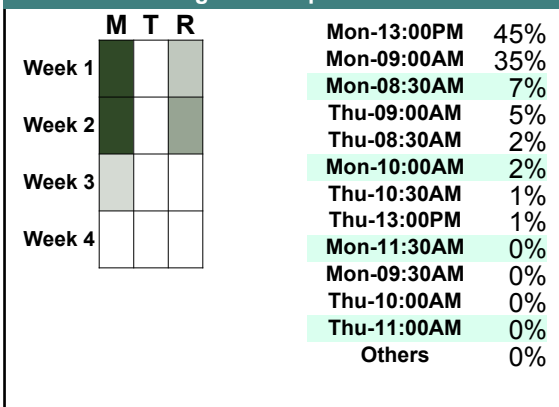 M T R
Week 1
Week 2
Week 3
Week 4
Mon-13:00PM 45%
Mon-09:00AM 35%
Mon-08:30AM 7%
Thu-09:00AM 5%
Thu-08:30AM 2%
Mon-10:00AM 2%
Thu-10:30AM 1%
Thu-13:00PM 1%
Mon-11:30AM 0%
Mon-09:30AM 0%
Thu-10:00AM 0%
Thu-11:00AM 0%
Others 0%